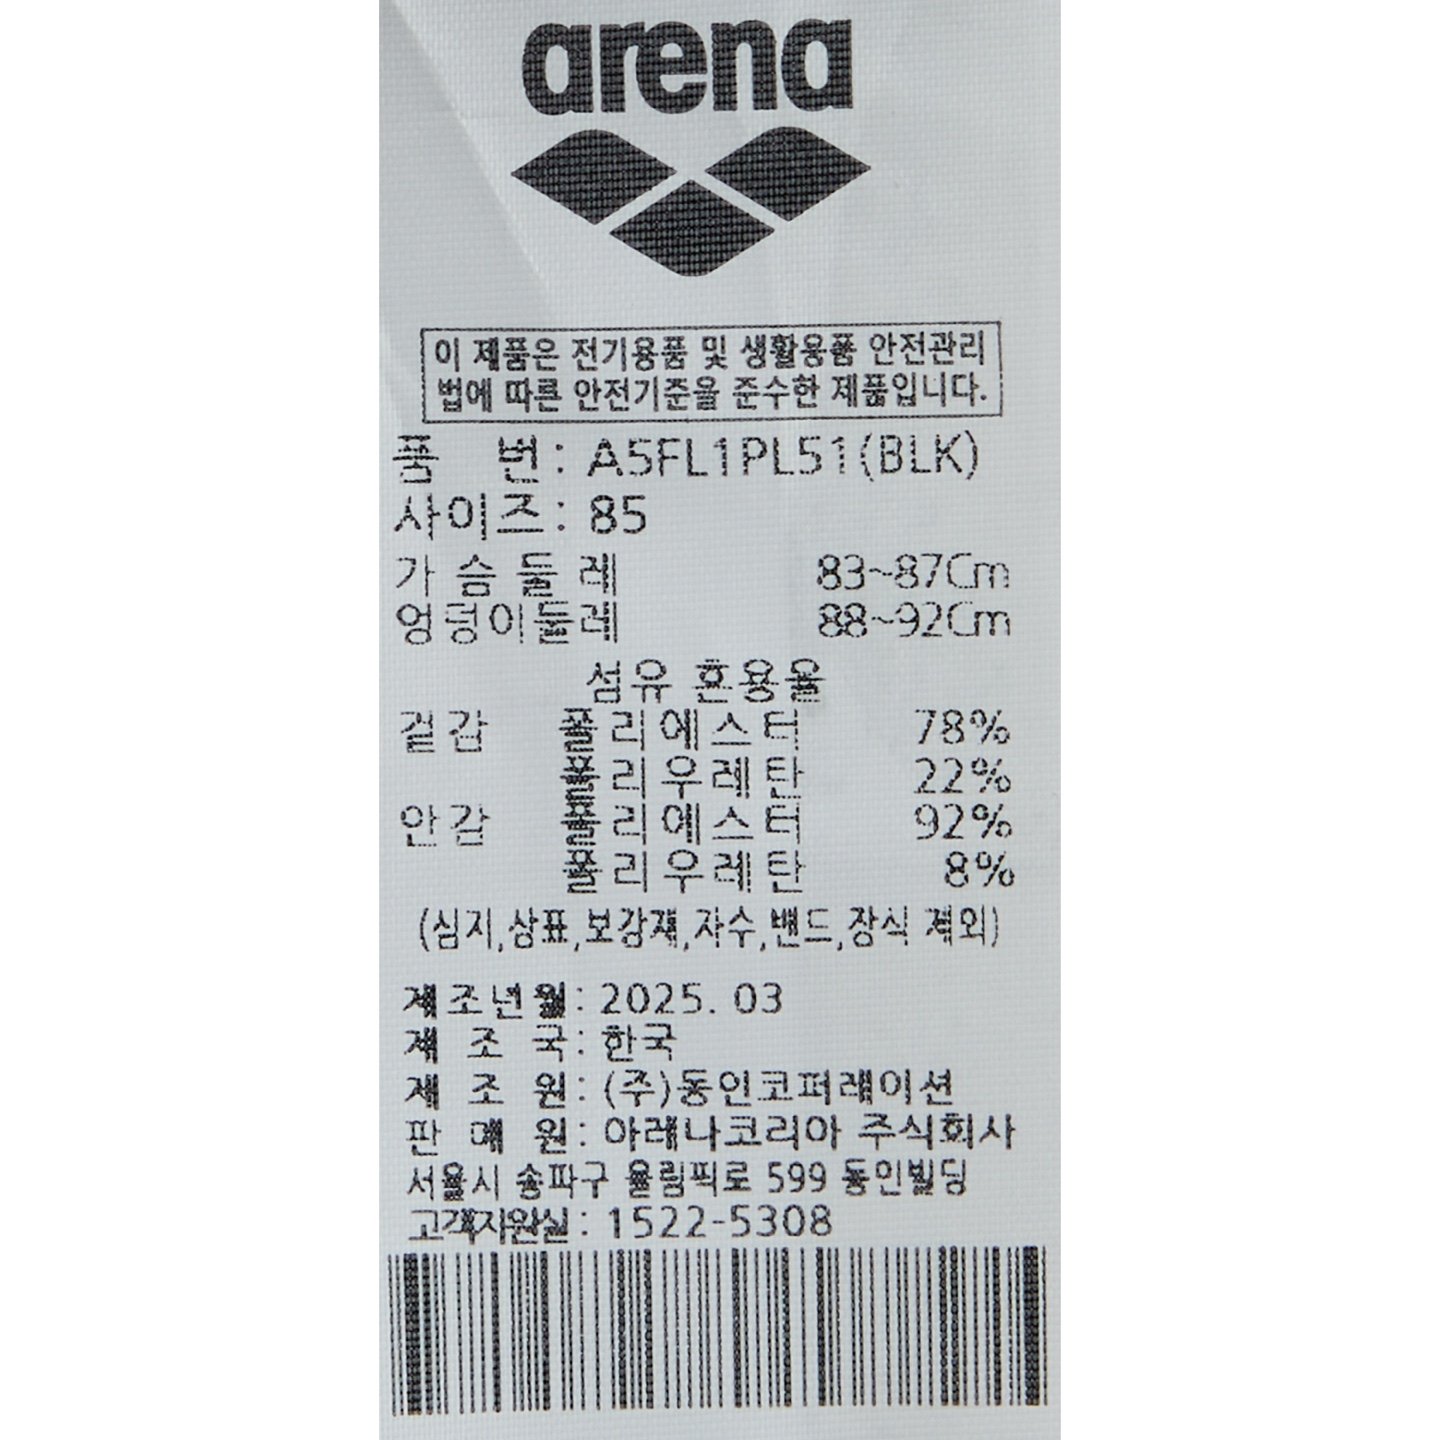 arena
이 제품은 전기용품 및 생활용품 안전관리
법에 따른 안전기준을 준수한 제품입니다.
품 번: A5FL1PL51(BLK)
사이즈: 85
가슴둘레 83~87Cm
엉덩이둘레 88~92Cm
섬유 혼용율
겉감 폴리에스터 78%
폴리우레탄 22%
안감 폴리에스터 92%
폴리우레탄 8%
(심지,상표,보강재,자수,밴드,장식 제외)
제조년월: 2025. 03
제 조 국: 한국
제 조 원: (주)동인코퍼레이션
판 매 원: 아레나코리아 주식회사
서울시 송파구 올림픽로 599 동인빌딩
고객지원실: 1522-5308